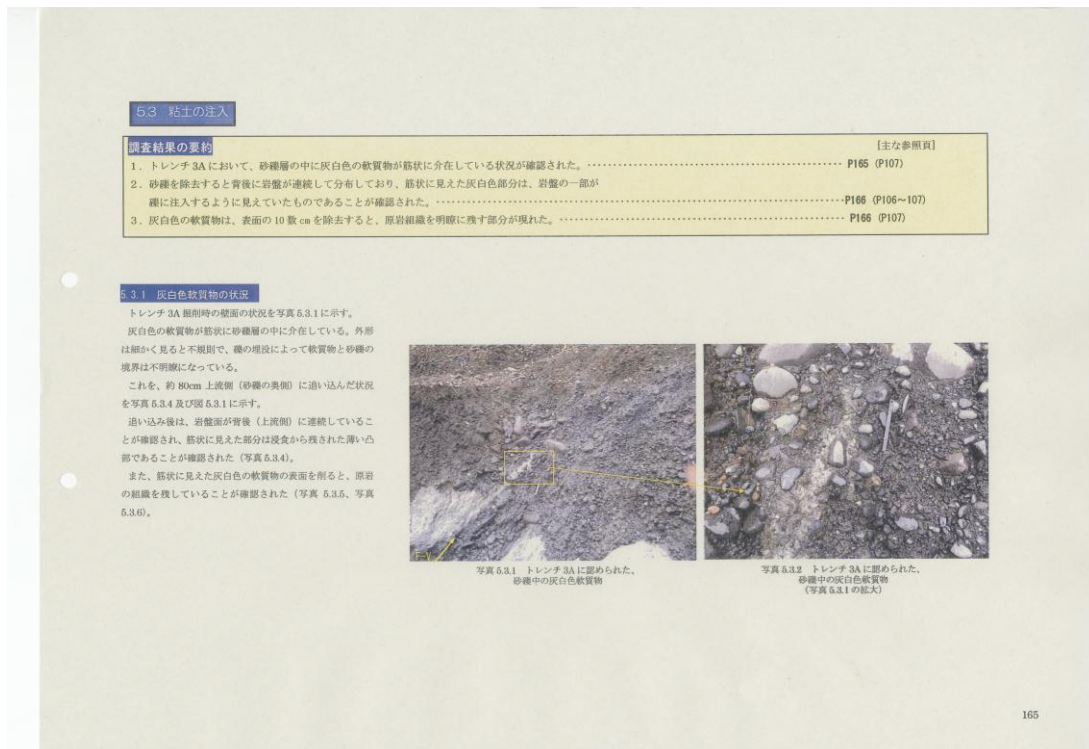 5.3　粘土の注入
調査結果の要約
[主な参照頁]
1．トレンチ 3A において、砂礫層の中に灰白色の軟質物が筋状に介在している状況が確認された。 P165（P107）
2．砂礫を除去すると背後に岩盤が連続して分布しており、筋状に見えた灰白色部分は、岩盤の一部が
礫に注入するように見えていたものであることが確認された。 P166（P106～107）
3．灰白色の軟質物は、表面の 10 数 cm を除去すると、原岩組織を明瞭に残す部分が現れた。 P166（P107）
5.3.1　灰白色軟質物の状況
トレンチ 3A 掘削時の壁面の状況を写真 5.3.1 に示す。
灰白色の軟質物が筋状に砂礫層の中に介在している。外形
は細かく見ると不規則で、礫の埋没によって軟質物と砂礫の
境界は不明瞭になっている。
これを、約 80cm 上流側（砂礫の奥側）に追い込んだ状況
を写真 5.3.4 及び図 5.3.1 に示す。
追い込み後は、岩盤面が背後（上流側）に連続しているこ
とが確認され、筋状に見えた部分は浸食から残された薄い凸
部であることが確認された（写真 5.3.4）。
また、筋状に見えた灰白色の軟質物の表面を削ると、原岩
の組織を残していることが確認された（写真 5.3.5、写真
5.3.6）。
F-V
写真 5.3.1　トレンチ 3A に認められた、
砂礫中の灰白色軟質物
写真 5.3.2　トレンチ 3A に認められた、
砂礫中の灰白色軟質物
（写真 5.3.1 の拡大）
165